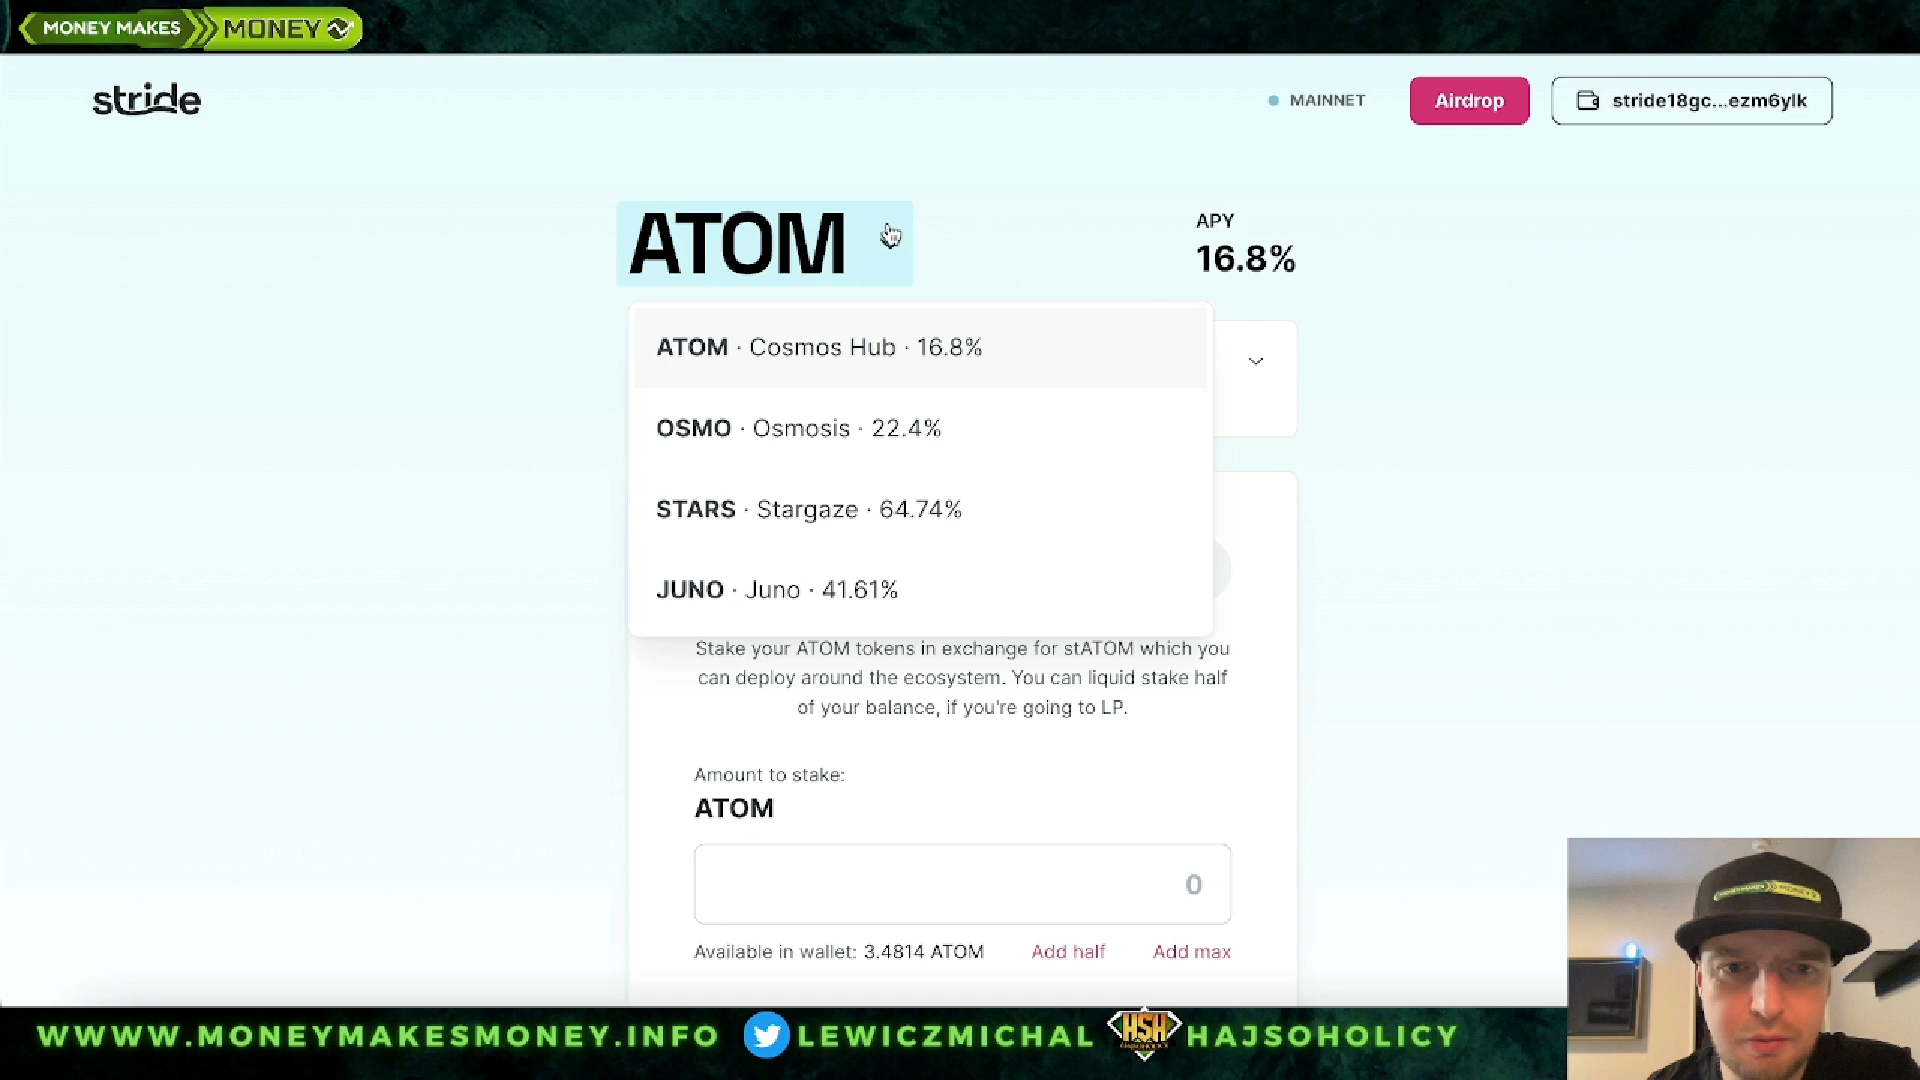 MONEY MAKES MONEY
stride
MAINNET
Airdrop
stride18gc...ezm6ylk
ATOM
APY
16.8%
ATOM · Cosmos Hub · 16.8%
OSMO · Osmosis · 22.4%
STARS · Stargaze · 64.74%
JUNO · Juno · 41.61%
Stake your ATOM tokens in exchange for stATOM which you
can deploy around the ecosystem. You can liquid stake half
of your balance, if you're going to LP.
Amount to stake:
ATOM
0
Available in wallet: 3.4814 ATOM
Add half
Add max
WWWW.MONEYMAKESMONEY.INFO
LEWICZMICHAL
HSH
HAJSOHOLICY